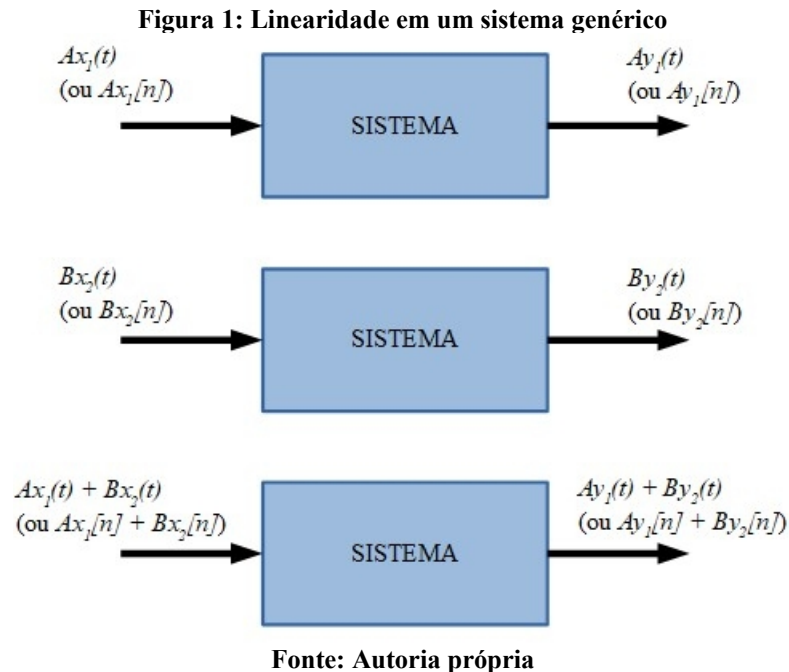 Figura 1: Linearidade em um sistema genérico
Ax₁(t)
(ou Ax₁[n])
SISTEMA
Ay₁(t)
(ou Ay₁[n])
Bx₂(t)
(ou Bx₂[n])
SISTEMA
By₂(t)
(ou By₂[n])
Ax₁(t) + Bx₂(t)
(ou Ax₁[n] + Bx₂[n])
SISTEMA
Ay₁(t) + By₂(t)
(ou Ay₁[n] + By₂[n])
Fonte: Autoria própria